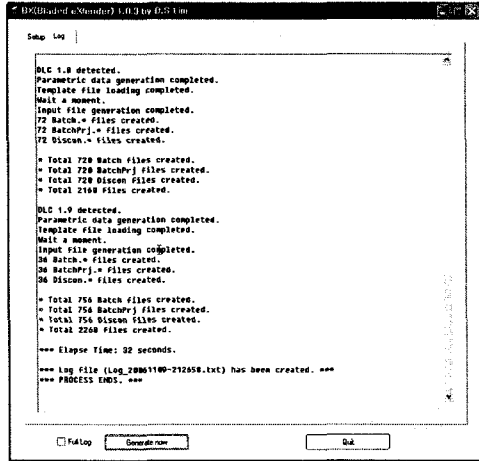 BX(Bladed eXtender) 1.0.3 by D.S Lim
Setup Log
DLC 1.8 detected.
Parametric data generation completed.
Template file loading completed.
Wait a moment.
Input file generation completed.
72 Batch.* files created.
72 BatchPrj.* files created.
72 Discon.* files created.
* Total 720 Batch files created.
* Total 720 BatchPrj files created.
* Total 720 Discon files created.
* Total 2160 files created.
DLC 1.9 detected.
Parametric data generation completed.
Template file loading completed.
Wait a moment.
Input file generation completed.
36 Batch.* files created.
36 BatchPrj.* files created.
36 Discon.* files created.
* Total 756 Batch files created.
* Total 756 BatchPrj files created.
* Total 756 Discon files created.
* Total 2268 files created.
*** Elapse Time: 32 seconds.
*** Log file (Log_20061109-212658.txt) has been created. ***
*** PROCESS ENDS. ***
Full Log Generate now Quit